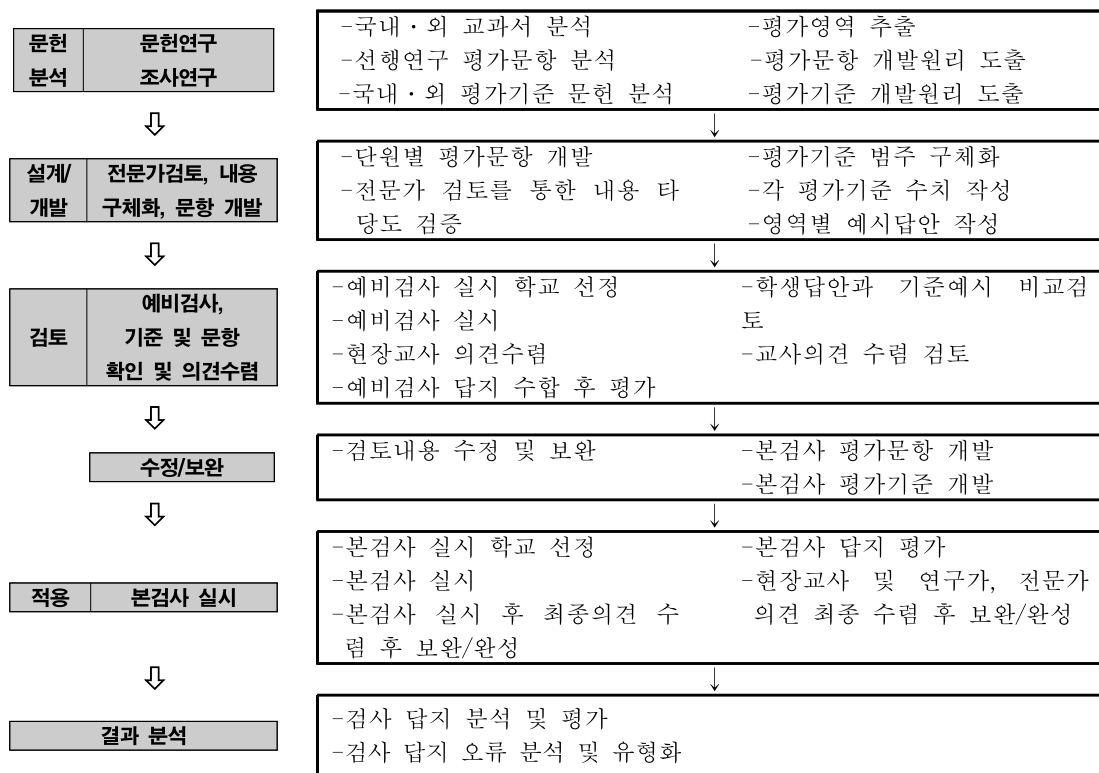 문헌 분석
문헌연구
조사연구
-국내·외 교과서 분석
-선행연구 평가문항 분석
-국내·외 평가기준 문헌 분석
-평가영역 추출
-평가문항 개발원리 도출
-평가기준 개발원리 도출
설계/
개발
전문가검토, 내용
구체화, 문항 개발
-단원별 평가문항 개발
-전문가 검토를 통한 내용 타
당도 검증
-평가기준 범주 구체화
-각 평가기준 수치 작성
-영역별 예시답안 작성
검토
예비검사,
기준 및 문항
확인 및 의견수렴
-예비검사 실시 학교 선정
-예비검사 실시
-현장교사 의견수렴
-예비검사 답지 수합 후 평가
-학생답안과 기준예시 비교검
토
-교사의견 수렴 검토
수정/보완
-검토내용 수정 및 보완
-본검사 평가문항 개발
-본검사 평가기준 개발
적용
본검사 실시
-본검사 실시 학교 선정
-본검사 실시
-본검사 실시 후 최종의견 수
렴 후 보완/완성
-본검사 답지 평가
-현장교사 및 연구가, 전문가
의견 최종 수렴 후 보완/완성
결과 분석
-검사 답지 분석 및 평가
-검사 답지 오류 분석 및 유형화